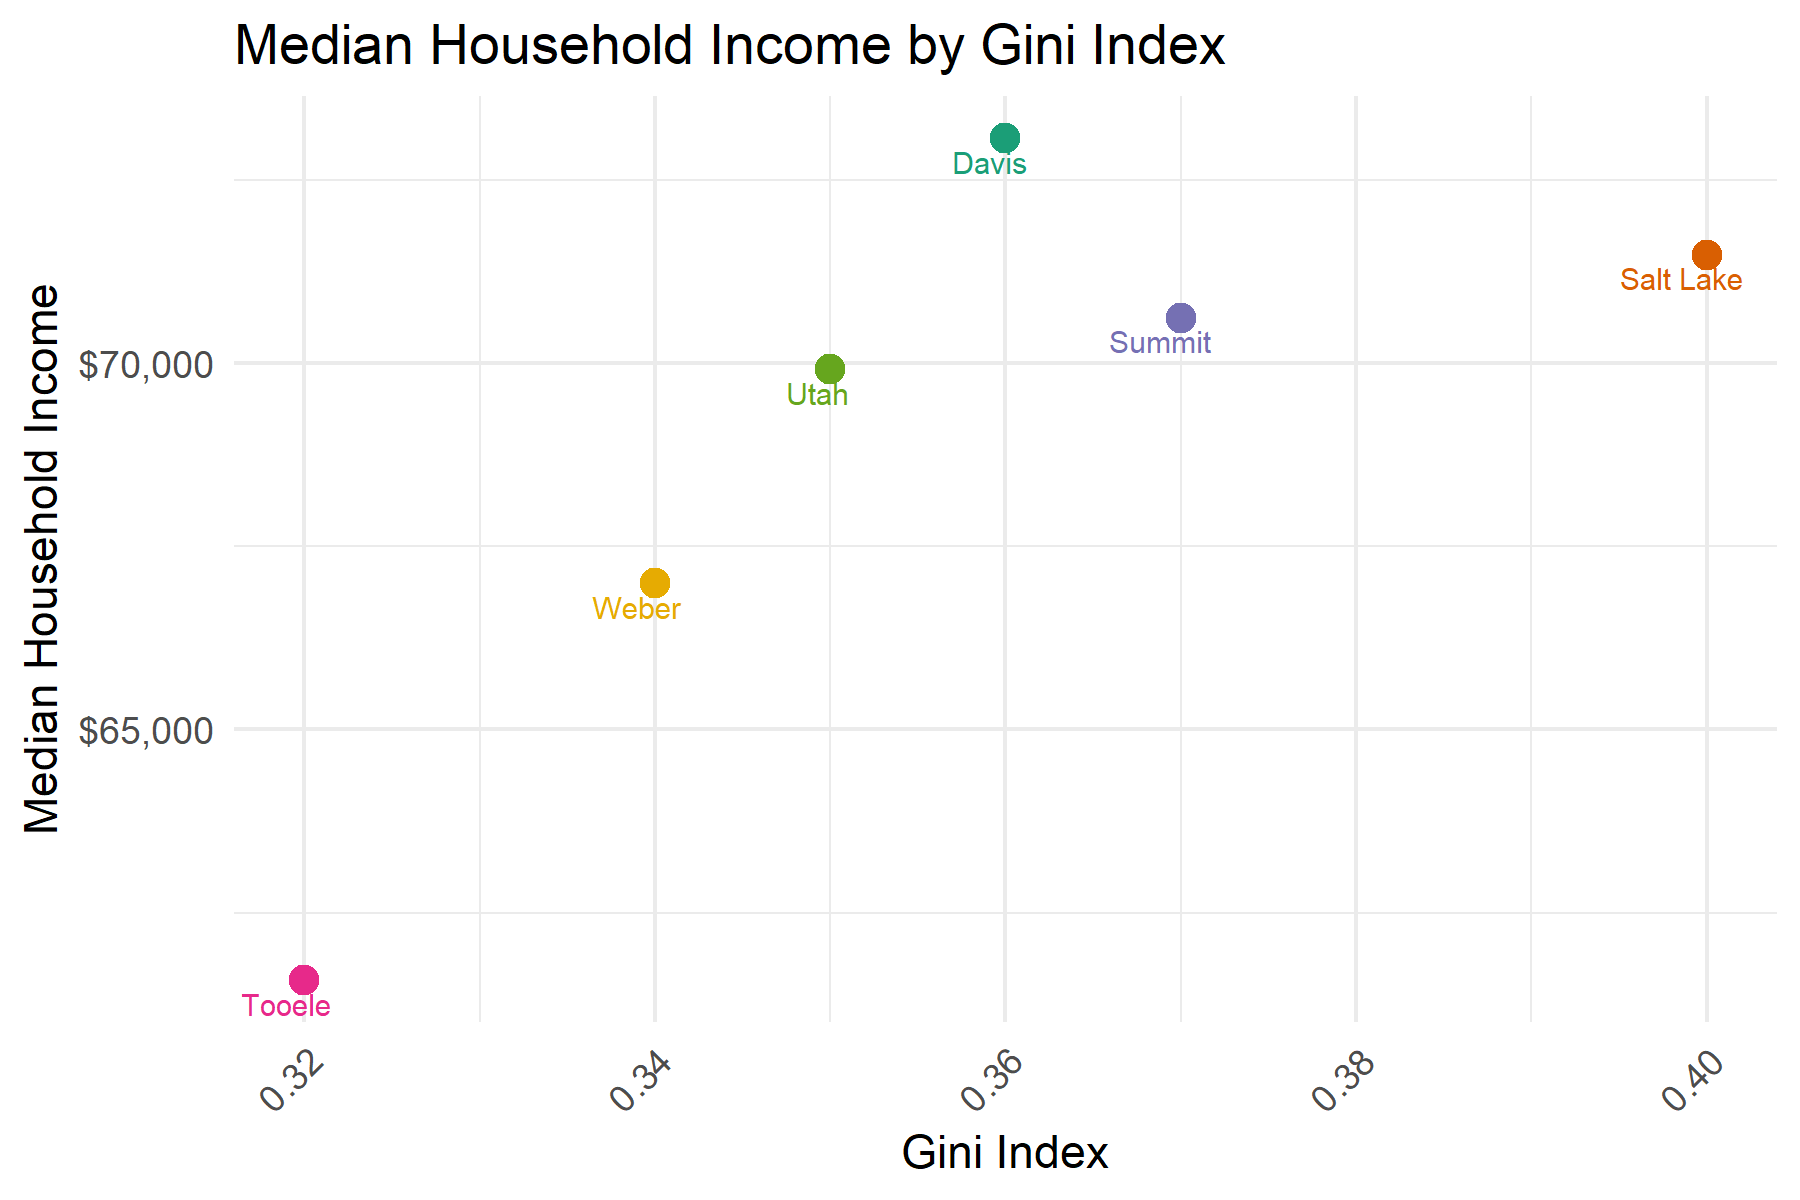 Median Household Income by Gini Index
Median Household Income
$70,000
$65,000
Davis
Salt Lake
Summit
Utah
Weber
Tooele
0.32
0.34
0.36
0.38
0.40
Gini Index